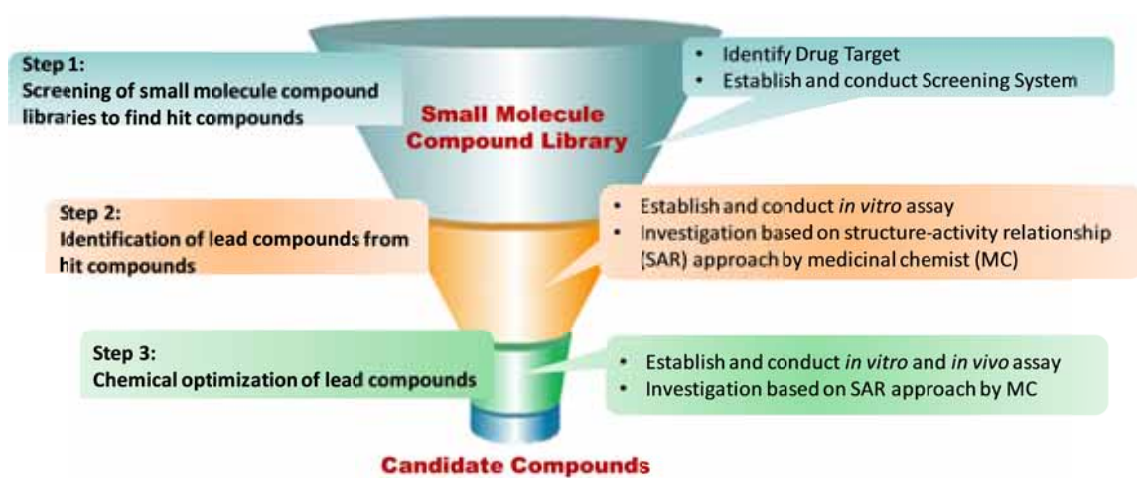 Step 1:
Screening of small molecule compound
libraries to find hit compounds
• Identify Drug Target
• Establish and conduct Screening System
Small Molecule
Compound Library
Step 2:
Identification of lead compounds from
hit compounds
• Establish and conduct in vitro assay
• Investigation based on structure-activity relationship
(SAR) approach by medicinal chemist (MC)
Step 3:
Chemical optimization of lead compounds
• Establish and conduct in vitro and in vivo assay
• Investigation based on SAR approach by MC
Candidate Compounds